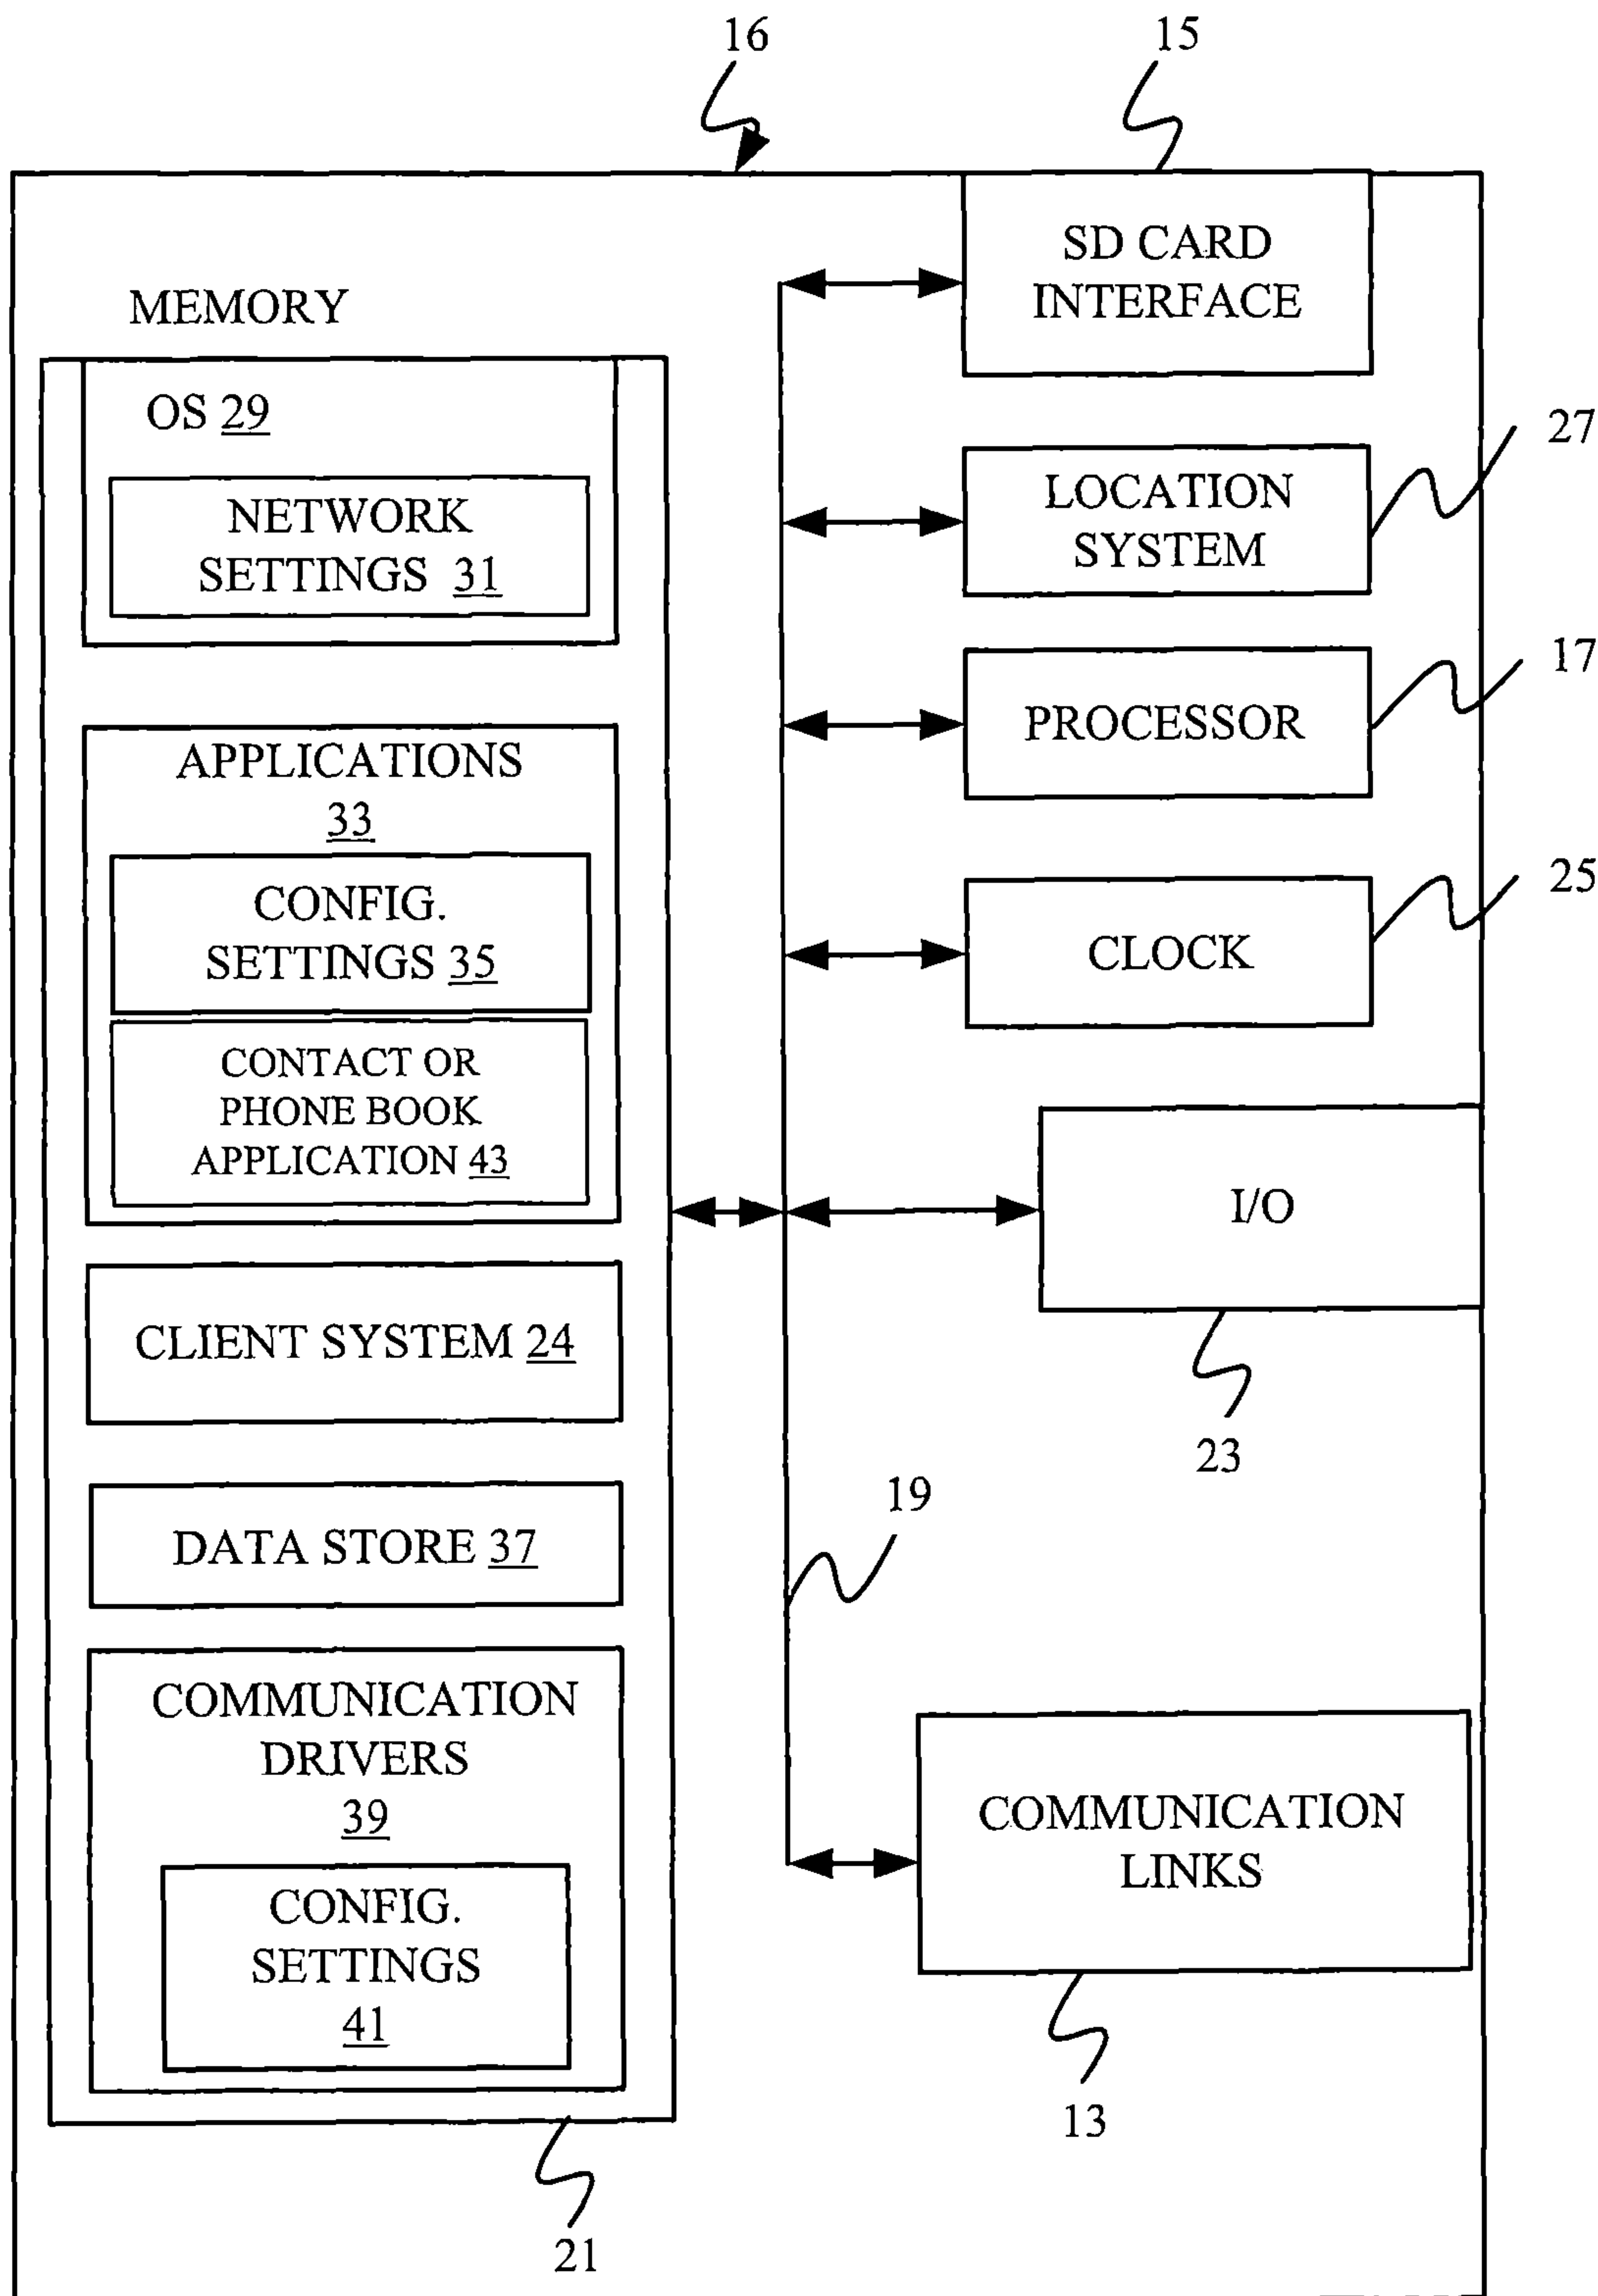 16
15
SD CARD
INTERFACE
MEMORY
OS 29
NETWORK
SETTINGS 31
27
LOCATION
SYSTEM
17
PROCESSOR
APPLICATIONS
33
CONFIG.
SETTINGS 35
25
CLOCK
CONTACT OR
PHONE BOOK
APPLICATION 43
I/O
CLIENT SYSTEM 24
23
19
DATA STORE 37
COMMUNICATION
DRIVERS
39
CONFIG.
SETTINGS
41
COMMUNICATION
LINKS
13
21